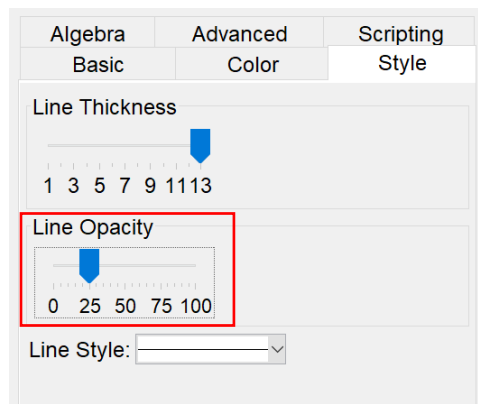 Algebra Advanced Scripting
Basic Color Style
Line Thickness
1 3 5 7 9 11 13
Line Opacity
0 25 50 75 100
Line Style: